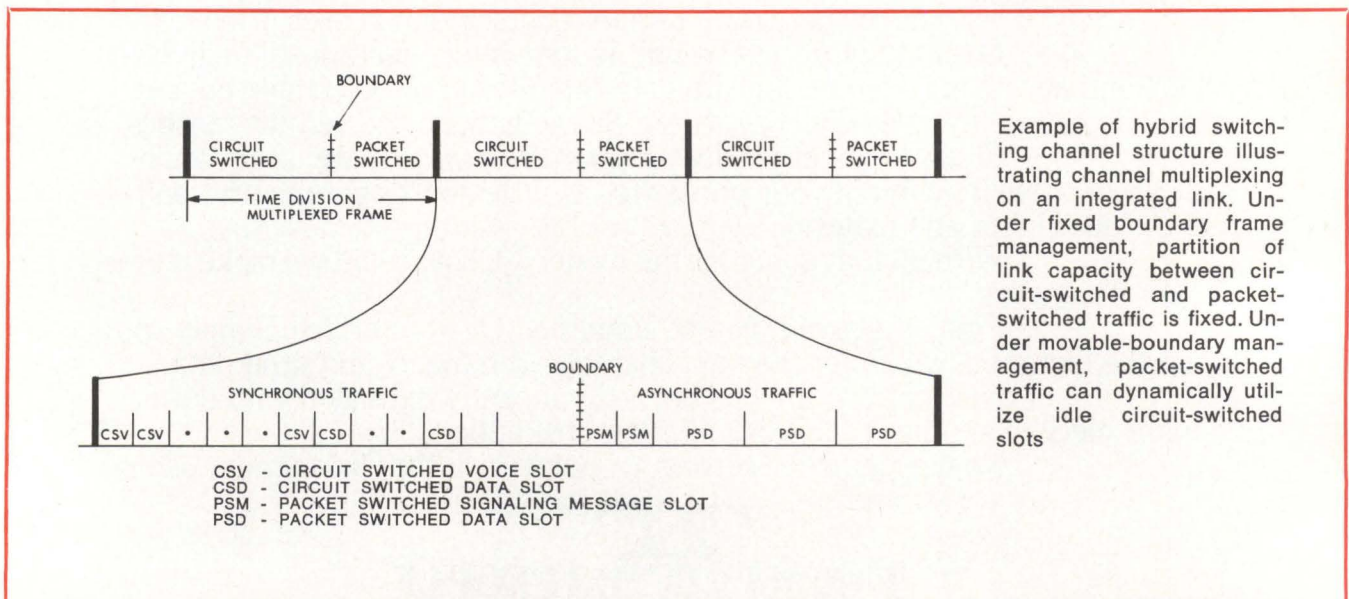 BOUNDARY
CIRCUIT SWITCHED
PACKET SWITCHED
CIRCUIT SWITCHED
PACKET SWITCHED
CIRCUIT SWITCHED
PACKET SWITCHED
TIME DIVISION
MULTIPLEXED FRAME
SYNCHRONOUS TRAFFIC
BOUNDARY
ASYNCHRONOUS TRAFFIC
CSV CSV • • • CSV CSD • • CSD PSM PSM PSD PSD PSD
CSV - CIRCUIT SWITCHED VOICE SLOT
CSD - CIRCUIT SWITCHED DATA SLOT
PSM - PACKET SWITCHED SIGNALING MESSAGE SLOT
PSD - PACKET SWITCHED DATA SLOT
Example of hybrid switch-
ing channel structure illus-
trating channel multiplexing
on an integrated link. Un-
der fixed boundary frame
management, partition of
link capacity between cir-
cuit-switched and packet-
switched traffic is fixed. Un-
der movable-boundary man-
agement, packet-switched
traffic can dynamically util-
ize idle circuit-switched
slots